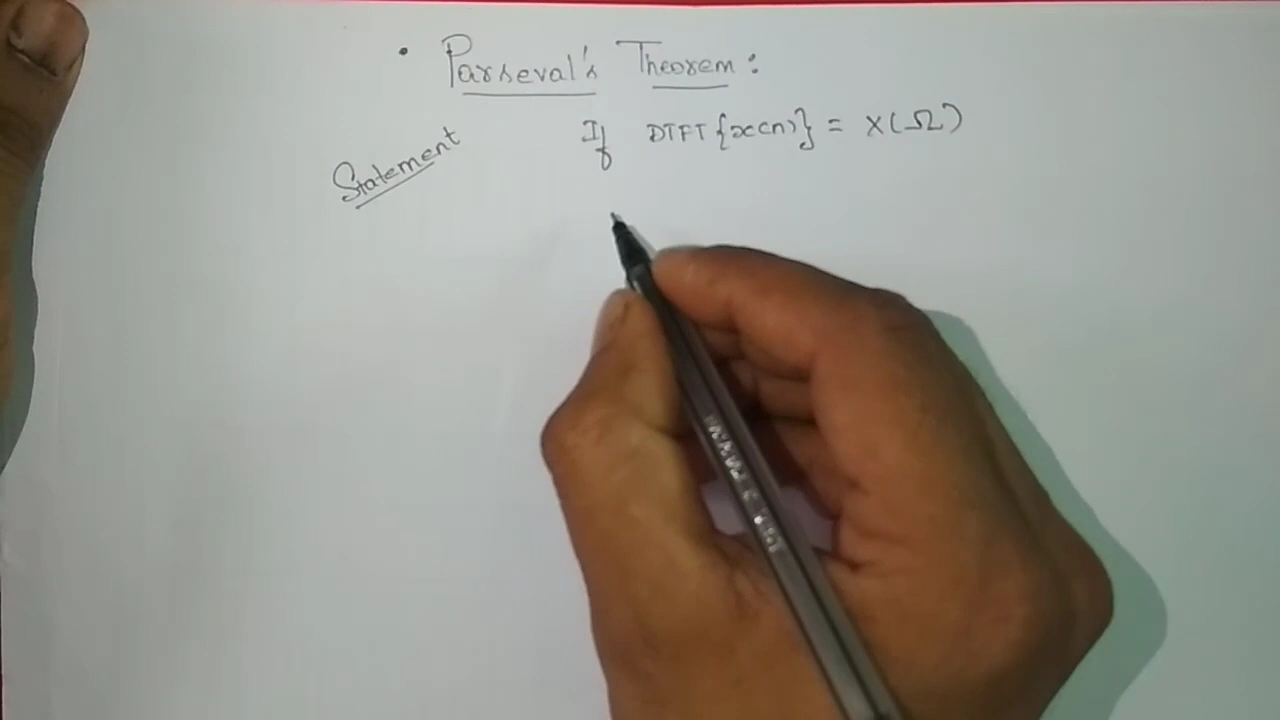 • Parseval's Theorem :
Statement If DTFT {x(n)} = X(Ω)